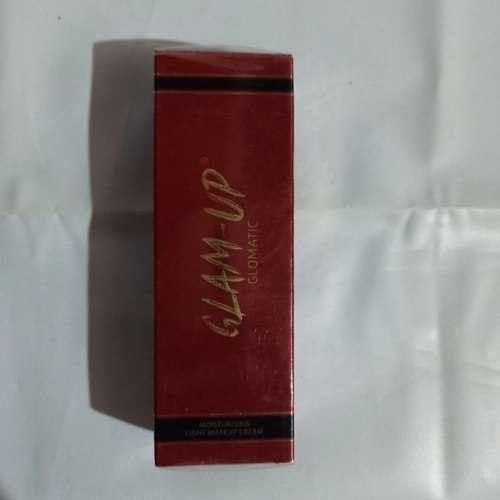 GLAM-UP®
GLOMATIC
MOISTURISING
LIGHT MAKEUP CREAM